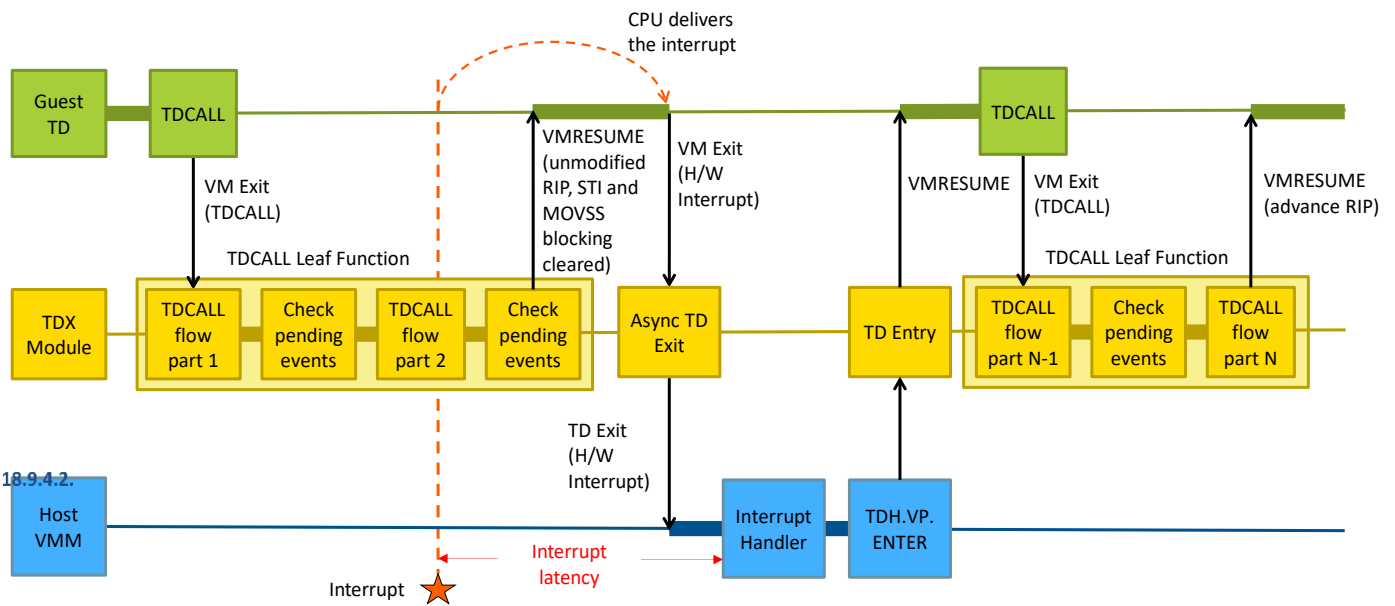 CPU delivers
the interrupt
Guest
TD
TDCALL
TDCALL
VM Exit
(TDCALL)
VMRESUME
(unmodified
RIP, STI and
MOVSS
blocking
cleared)
VM Exit
(H/W
Interrupt)
VMRESUME
VM Exit
(TDCALL)
VMRESUME
(advance RIP)
TDCALL Leaf Function
TDCALL Leaf Function
TDX
Module
TDCALL
flow
part 1
Check
pending
events
TDCALL
flow
part 2
Check
pending
events
Async TD
Exit
TD Entry
TDCALL
flow
part N-1
Check
pending
events
TDCALL
flow
part N
TD Exit
(H/W
Interrupt)
18.9.4.2.
Host
VMM
Interrupt
Handler
TDH.VP.
ENTER
Interrupt
latency
Interrupt